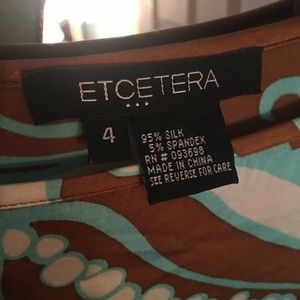 ETCETERA
4
95% SILK
5% SPANDEX
RN # 093698
MADE IN CHINA
SEE REVERSE FOR CARE